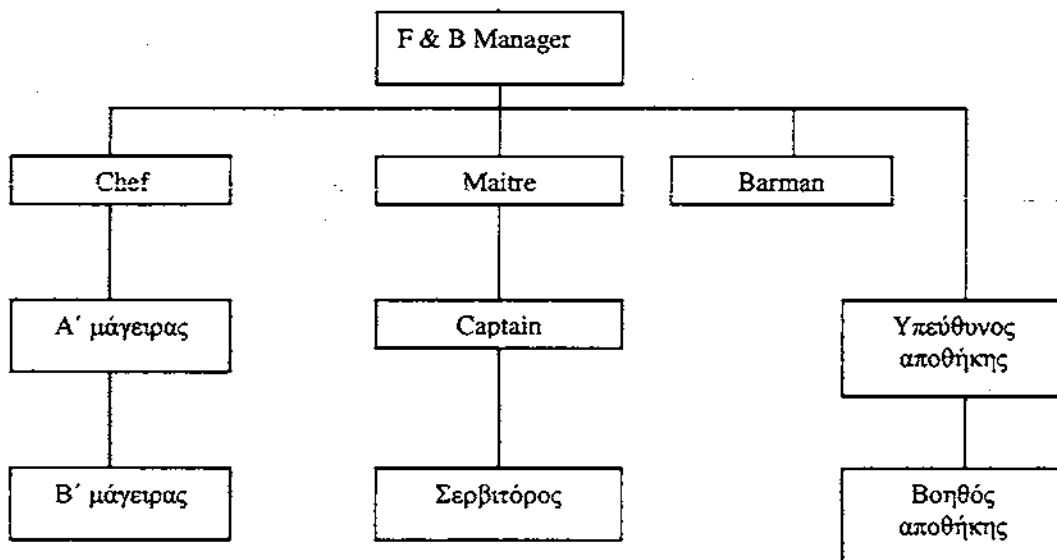 F & B Manager
Chef
Maitre
Barman
Α΄ μάγειρας
Captain
Υπεύθυνος
αποθήκης
Β΄ μάγειρας
Σερβιτόρος
Βοηθός
αποθήκης